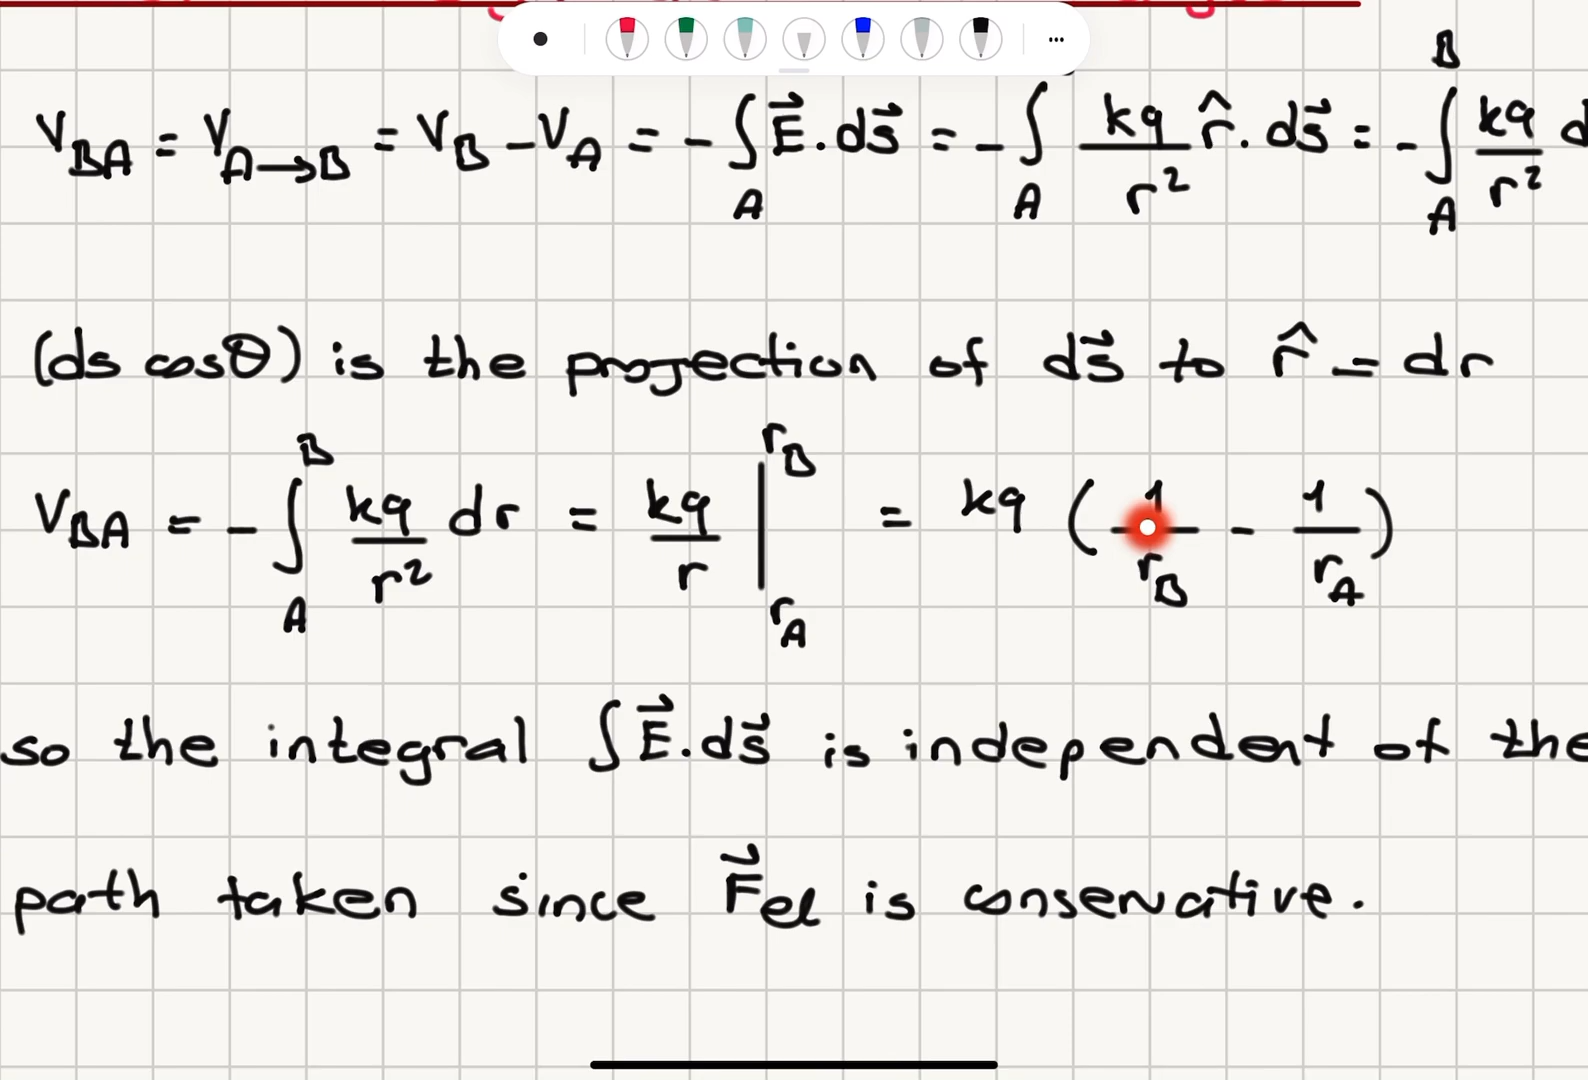 V_BA = V_A→B = V_B - V_A = - ∫_A E⃗ . ds⃗ = - ∫_A kq/r² r̂ . ds⃗ = - ∫_A^B kq/r² d
(ds cosθ) is the projection of ds⃗ to r̂ = dr
V_BA = - ∫_A^B kq/r² dr = kq/r |_rA^rB = kq (1/r_B - 1/r_A)
so the integral ∫ E⃗ . ds⃗ is independent of the
path taken since F⃗_el is conservative.